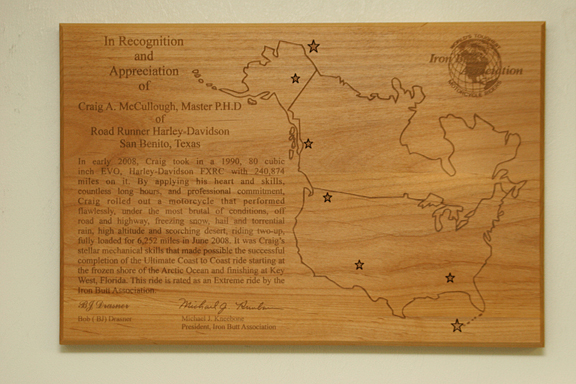 In Recognition
and
Appreciation
of
Craig A. McCullough, Master P.H.D
of
Road Runner Harley-Davidson
San Benito, Texas
In early 2008, Craig took in a 1990, 80 cubic
inch EVO, Harley-Davidson FXRC with 240,874
miles on it. By applying his heart and skills,
countless long hours, and professional commitment,
Craig rolled out a motorcycle that performed
flawlessly, under the most brutal of conditions, off
road and highway, freezing snow, hail and torrential
rain, high altitude and scorching desert, riding two-up,
fully loaded for 6,252 miles in June 2008. It was Craig's
stellar mechanical skills that made possible the successful
completion of the Ultimate Coast to Coast ride starting at
the frozen shore of the Arctic Ocean and finishing at Key
West, Florida. This ride is rated as an Extreme ride by the
Iron Butt Association.
Michael J. Kneebone
President, Iron Butt Association
Iron Butt
Association